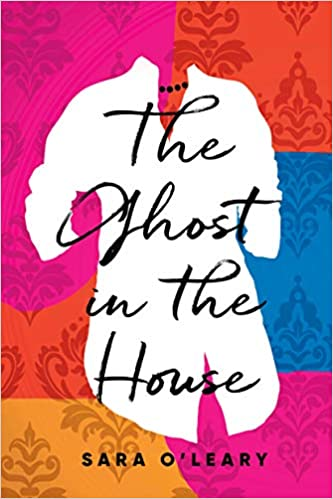 The
Ghost
in the
House
SARA O'LEARY